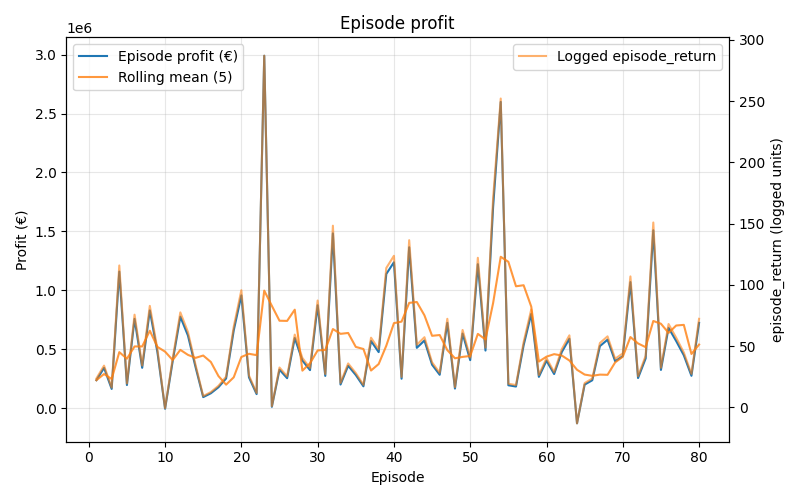 Episode profit
1e6
Episode profit (€)
Rolling mean (5)
Logged episode_return
3.0
2.5
2.0
1.5
1.0
0.5
0.0
Profit (€)
300
250
200
150
100
50
0
episode_return (logged units)
0 10 20 30 40 50 60 70 80
Episode